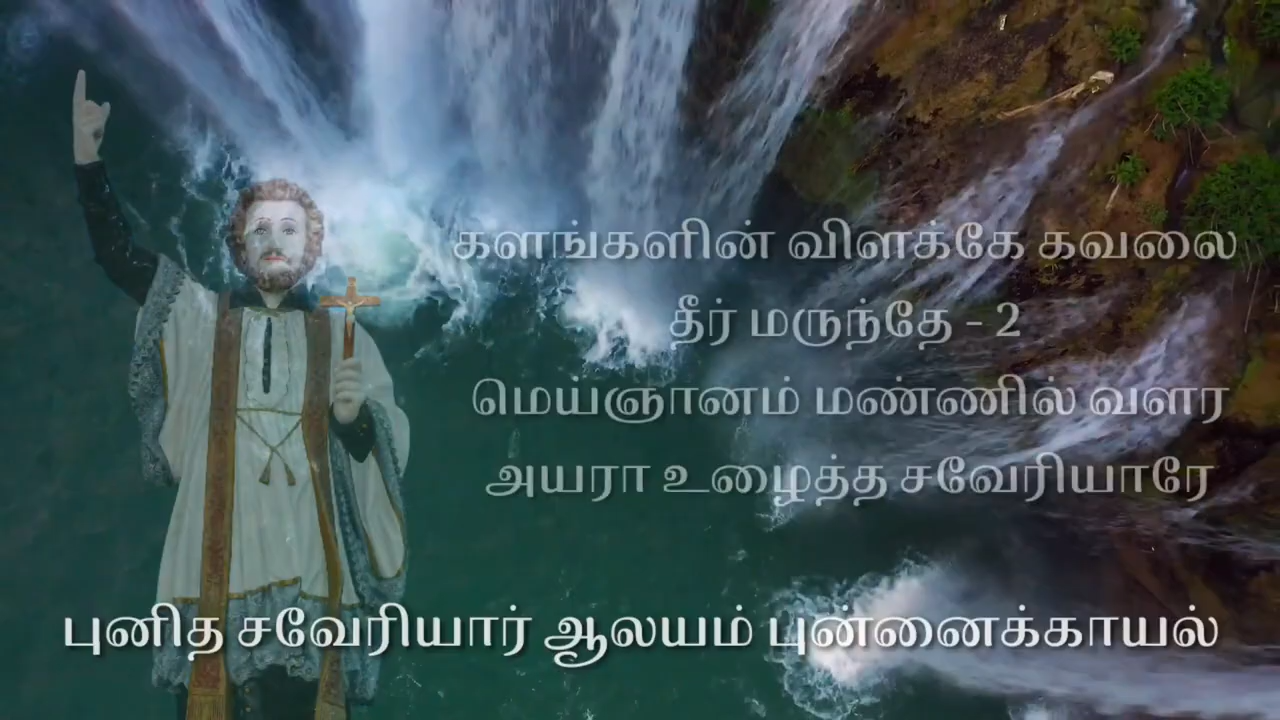 களங்களின் விளக்கே கவலை
தீர் மருந்தே - 2
மெய்ஞானம் மண்ணில் வளர
அயரா உழைத்த சவேரியாரே
புனித சவேரியார் ஆலயம் புன்னைக்காயல்